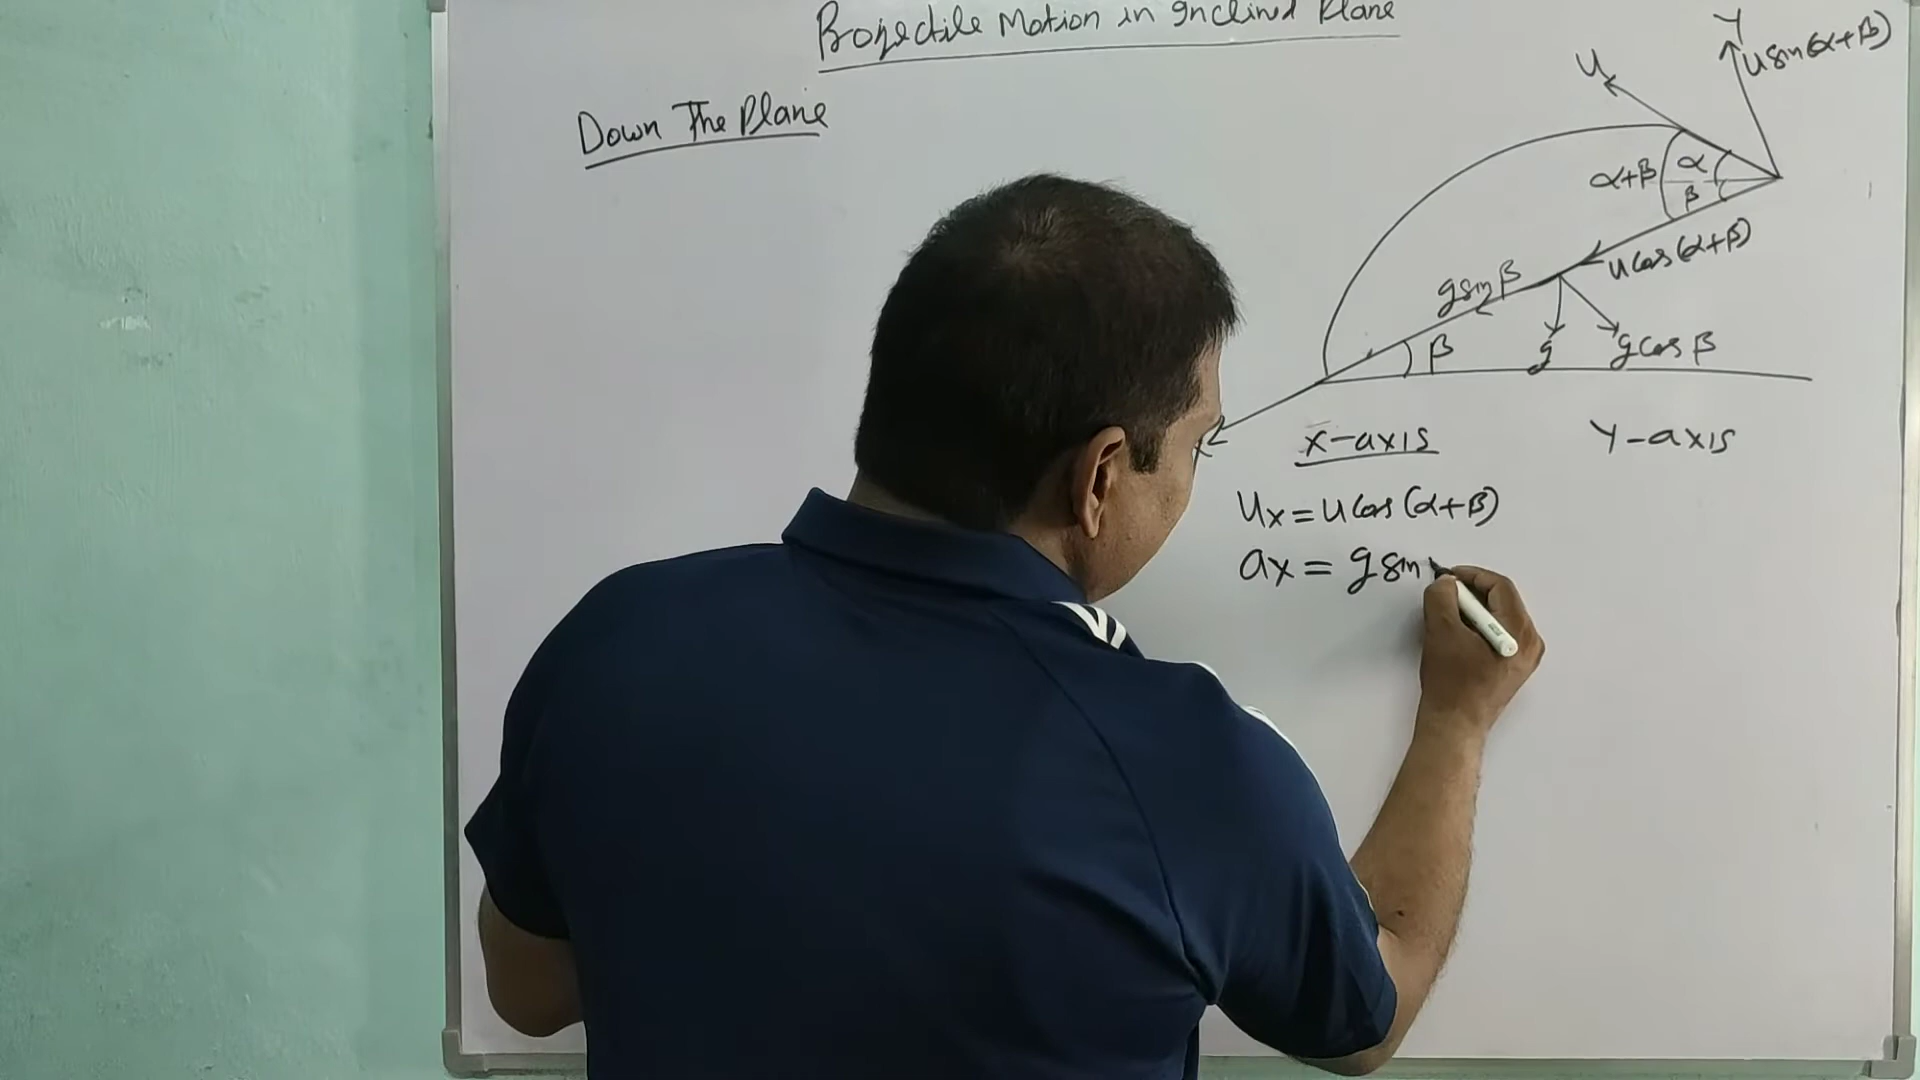 Projectile Motion in Inclined Plane
Down The Plane
Y
u sin(α+β)
u
α+β
α
β
u cos(α+β)
g sin β
β
g
g cos β
x
x-axis
Y-axis
ux = u cos(α+β)
ax = g sin